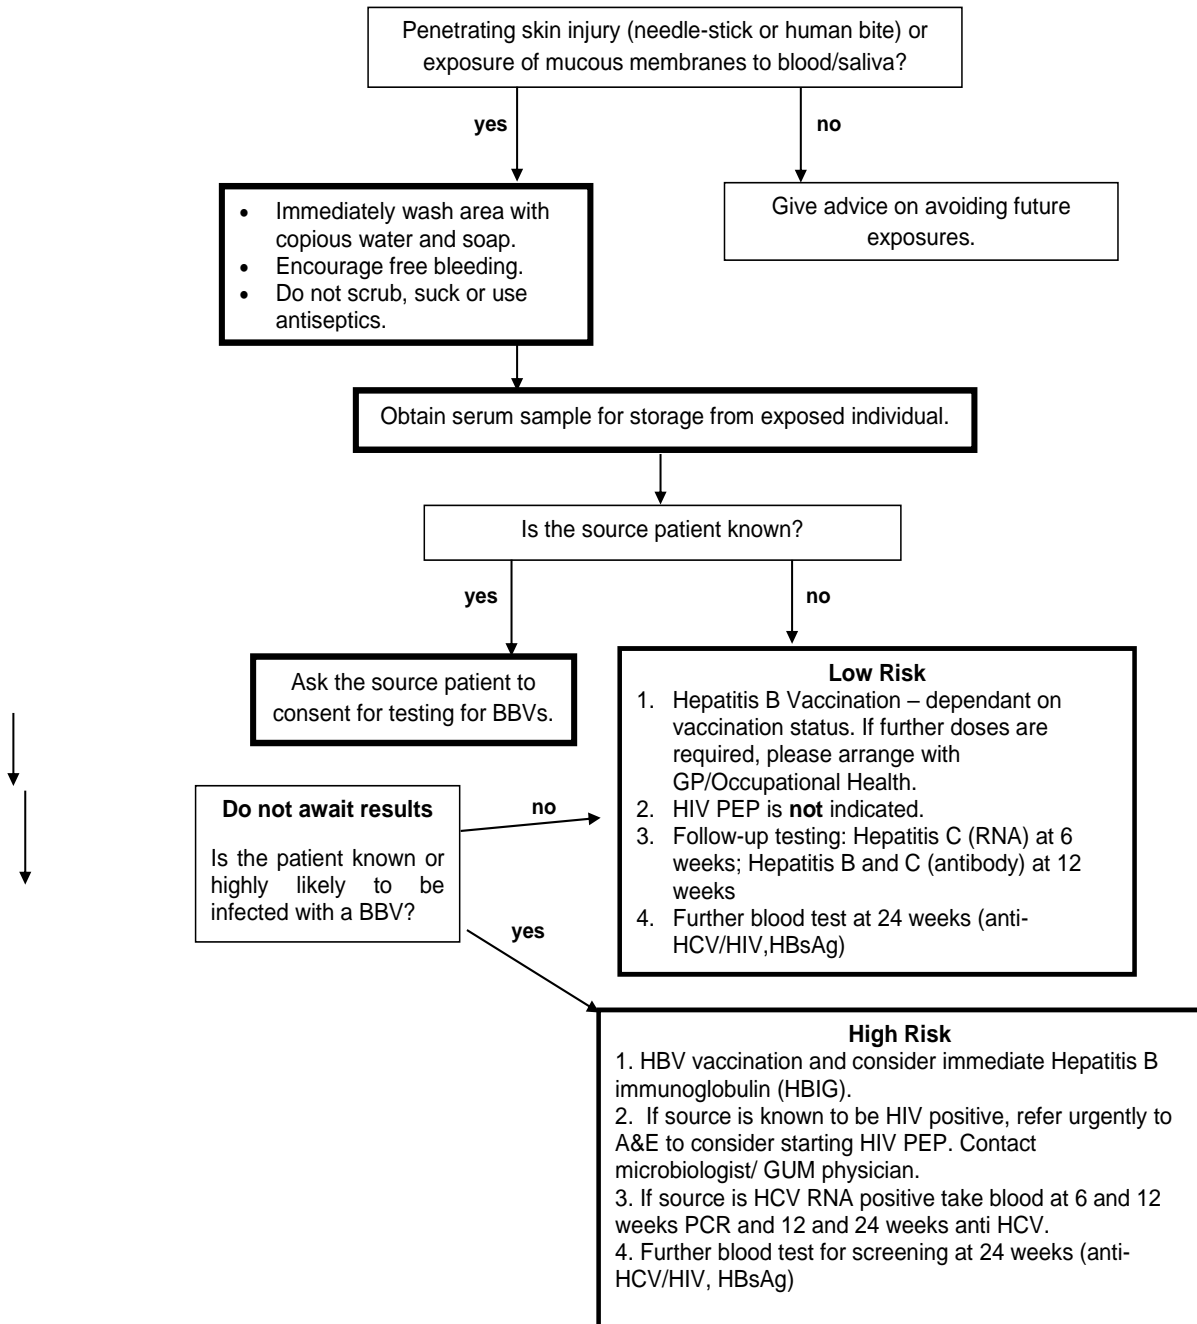 Penetrating skin injury (needle-stick or human bite) or
exposure of mucous membranes to blood/saliva?
yes
no
• Immediately wash area with
copious water and soap.
• Encourage free bleeding.
• Do not scrub, suck or use
antiseptics.
Give advice on avoiding future
exposures.
Obtain serum sample for storage from exposed individual.
Is the source patient known?
yes
no
Ask the source patient to
consent for testing for BBVs.
Low Risk
1. Hepatitis B Vaccination – dependant on
vaccination status. If further doses are
required, please arrange with
GP/Occupational Health.
2. HIV PEP is not indicated.
3. Follow-up testing: Hepatitis C (RNA) at 6
weeks; Hepatitis B and C (antibody) at 12
weeks
4. Further blood test at 24 weeks (anti-
HCV/HIV,HBsAg)
Do not await results
Is the patient known or
highly likely to be
infected with a BBV?
no
yes
High Risk
1. HBV vaccination and consider immediate Hepatitis B
immunoglobulin (HBIG).
2. If source is known to be HIV positive, refer urgently to
A&E to consider starting HIV PEP. Contact
microbiologist/ GUM physician.
3. If source is HCV RNA positive take blood at 6 and 12
weeks PCR and 12 and 24 weeks anti HCV.
4. Further blood test for screening at 24 weeks (anti-
HCV/HIV, HBsAg)